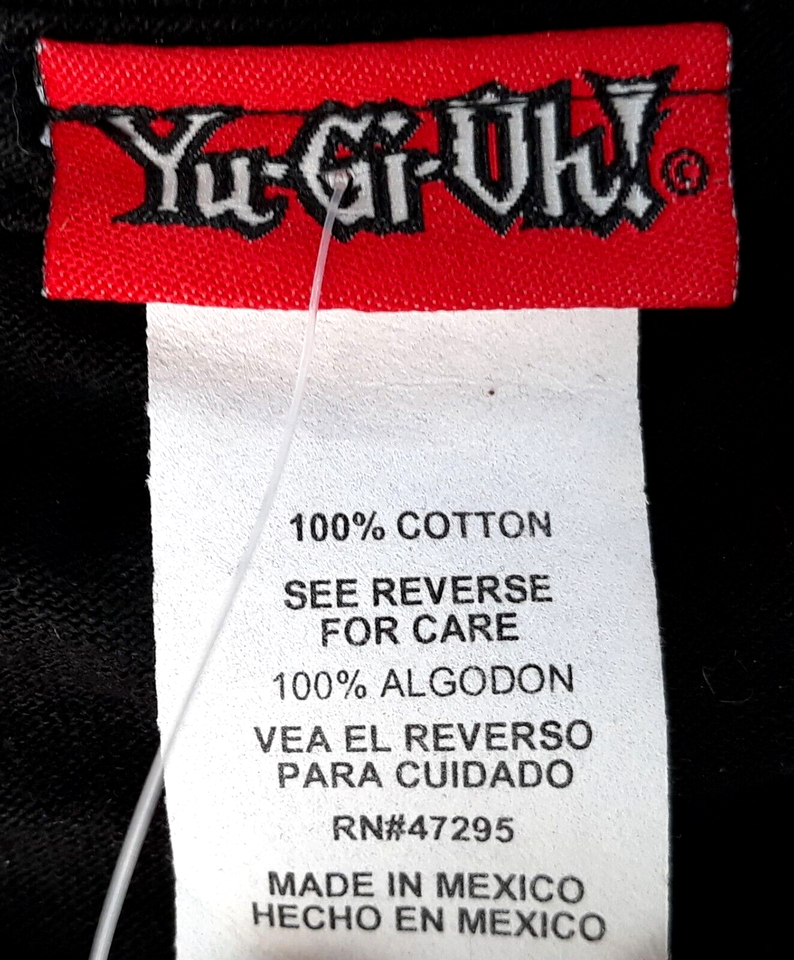 Yu-Gi-Oh! ©
100% COTTON
SEE REVERSE
FOR CARE
100% ALGODON
VEA EL REVERSO
PARA CUIDADO
RN#47295
MADE IN MEXICO
HECHO EN MEXICO